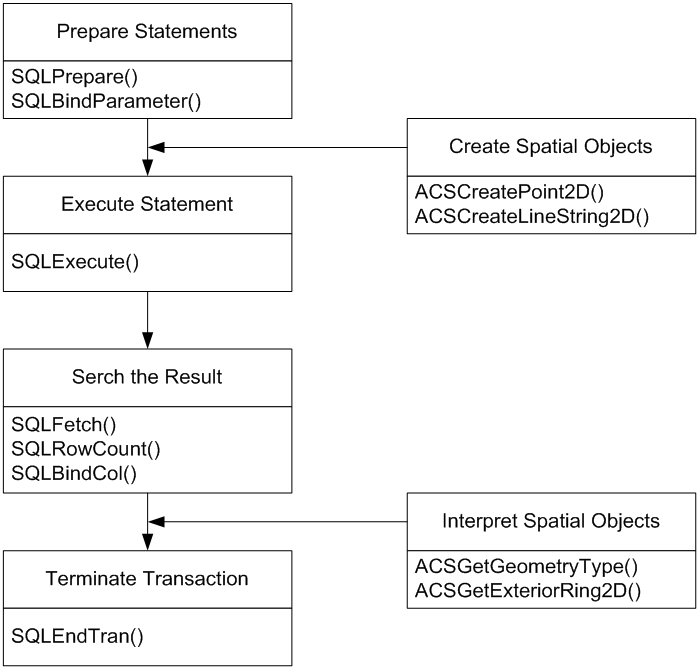 Prepare Statements
SQLPrepare()
SQLBindParameter()
Create Spatial Objects
ACSCreatePoint2D()
ACSCreateLineString2D()
Execute Statement
SQLExecute()
Serch the Result
SQLFetch()
SQLRowCount()
SQLBindCol()
Interpret Spatial Objects
ACSGetGeometryType()
ACSGetExteriorRing2D()
Terminate Transaction
SQLEndTran()